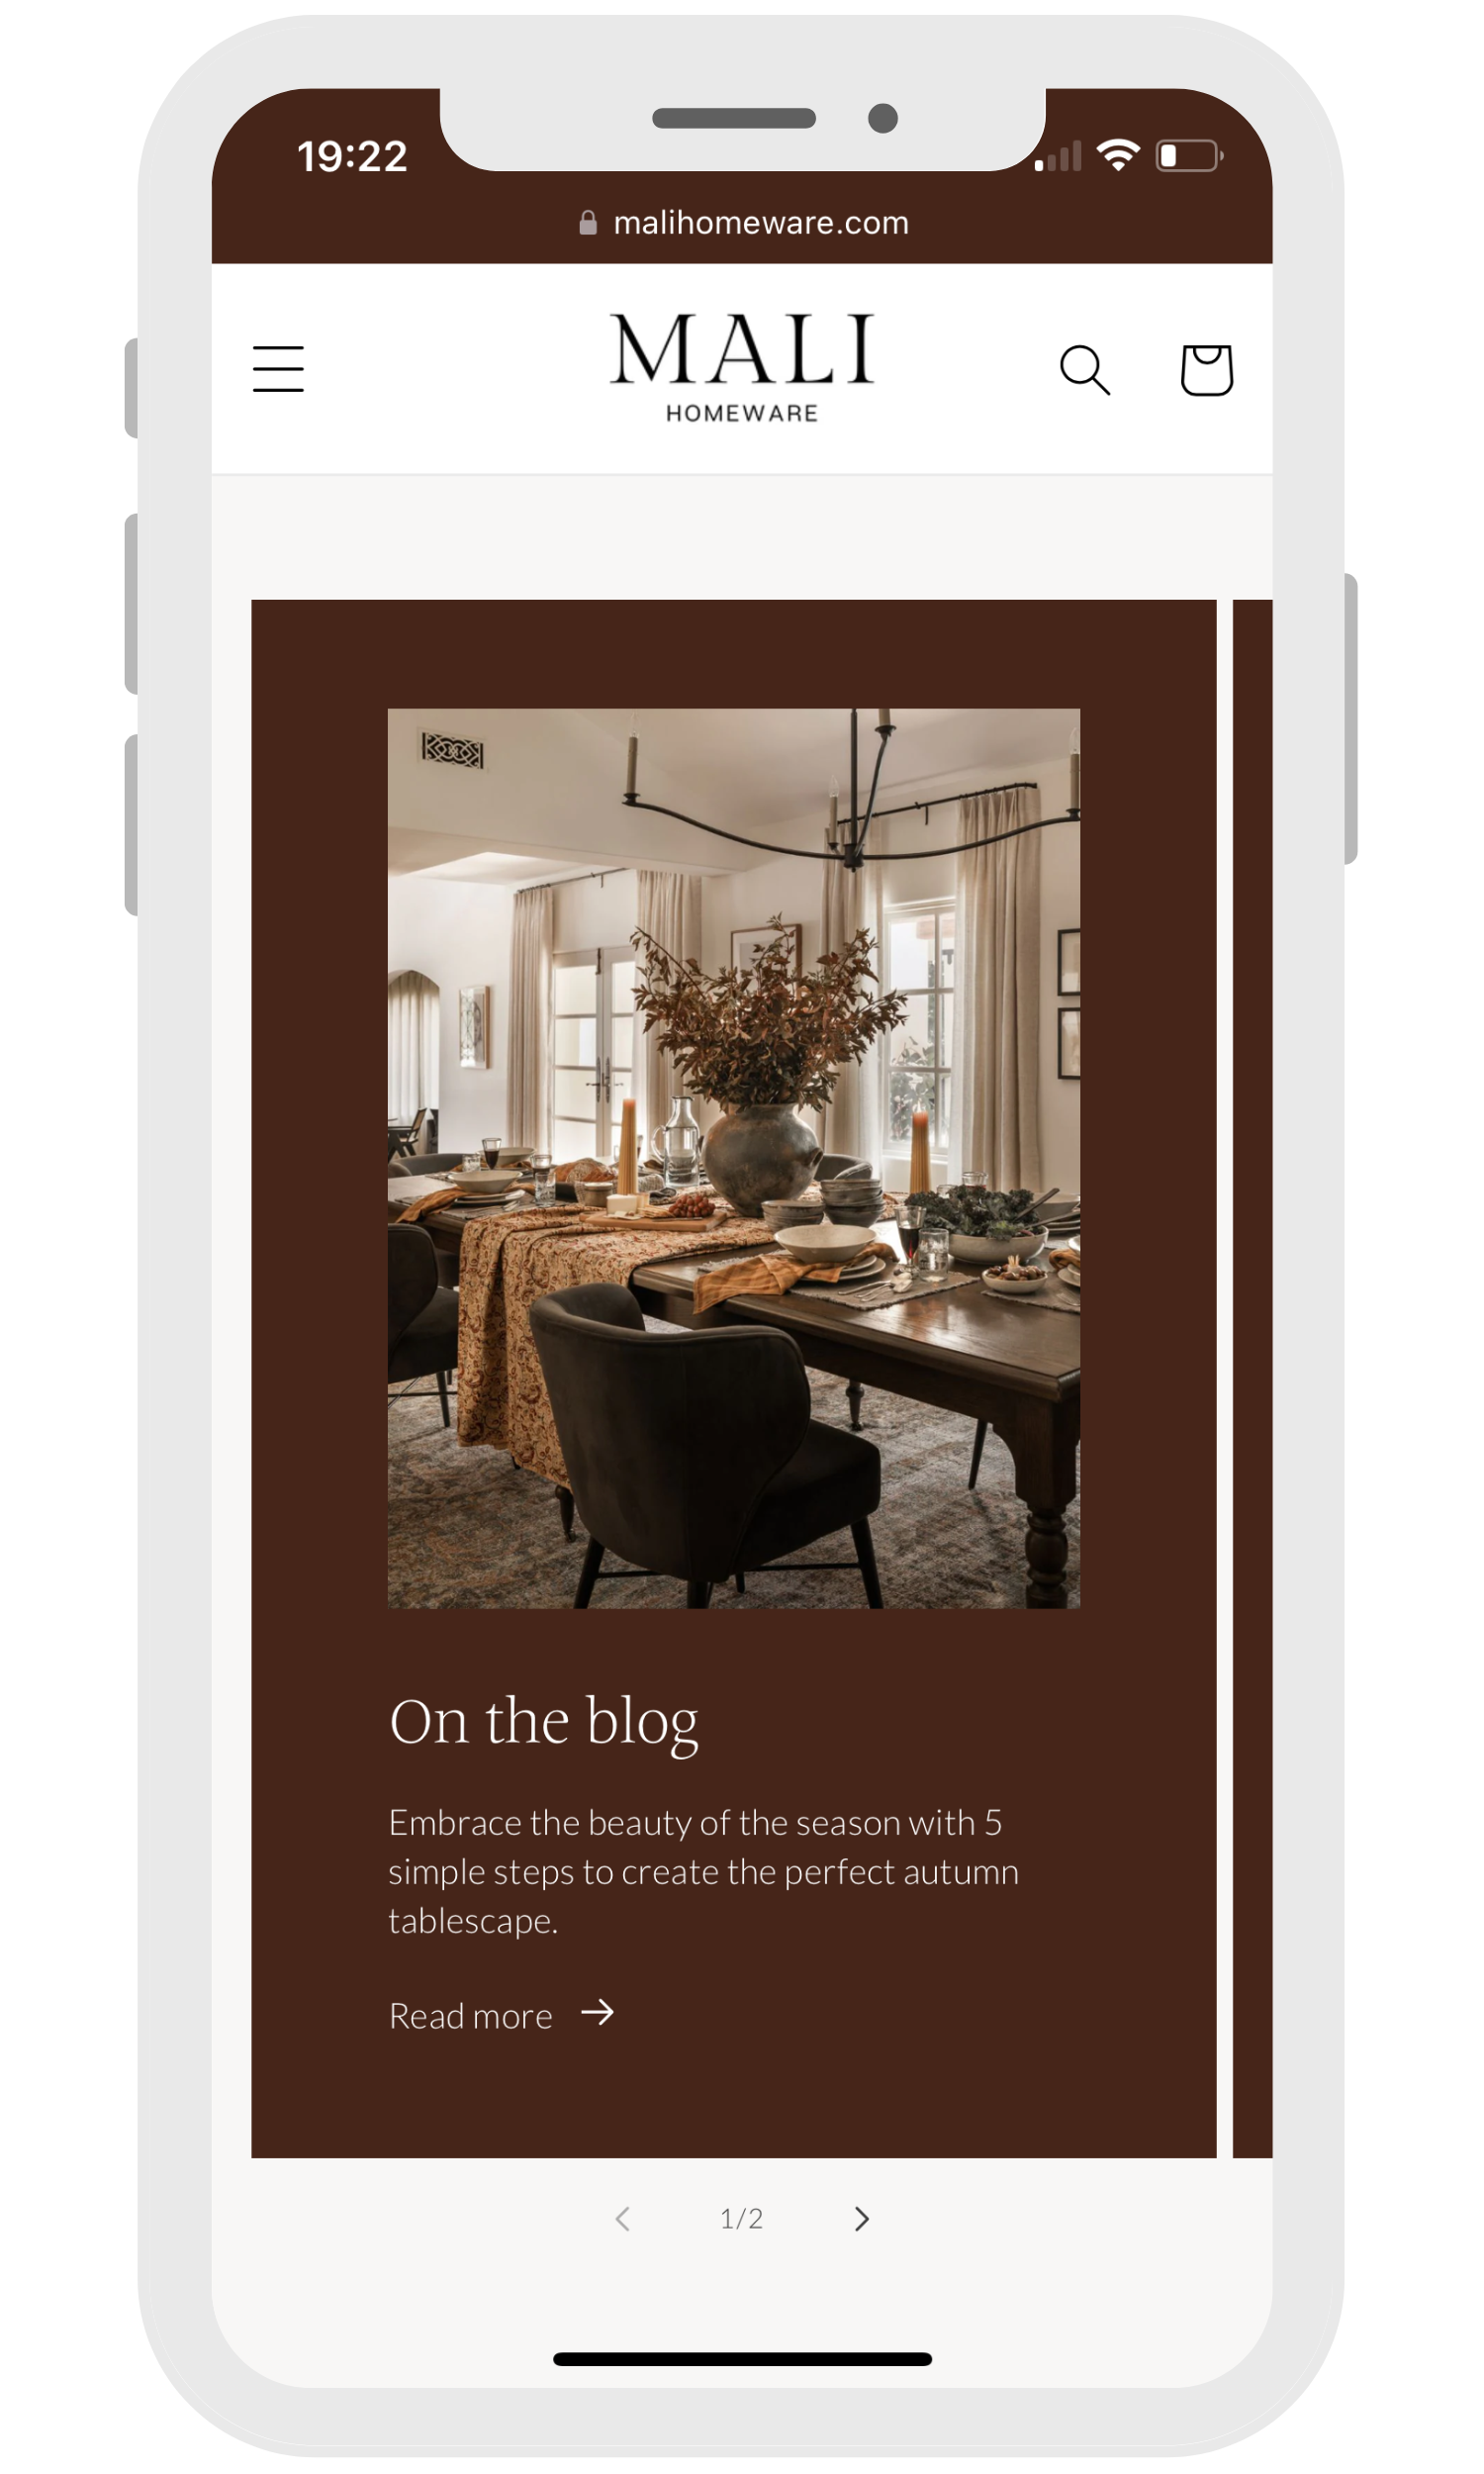 19:22
malihomeware.com
MALI
HOMEWARE
On the blog
Embrace the beauty of the season with 5
simple steps to create the perfect autumn
tablescape.
Read more
1/2